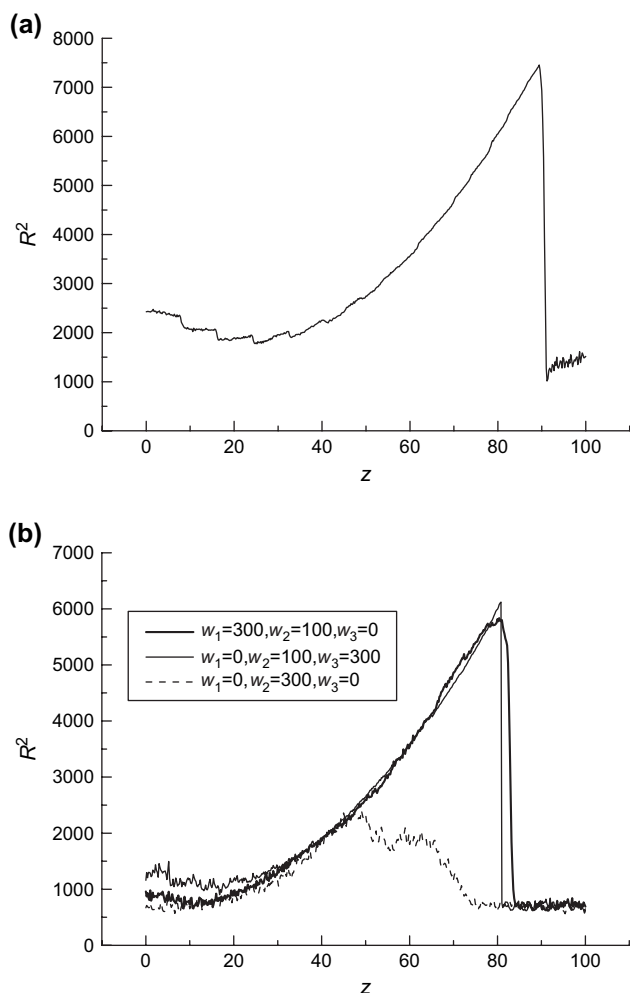 (a)
8000
7000
6000
5000
4000
3000
2000
1000
0
R²
0 20 40 60 80 100
z
(b)
7000
6000
5000
4000
3000
2000
1000
0
R²
w₁=300,w₂=100,w₃=0
w₁=0,w₂=100,w₃=300
w₁=0,w₂=300,w₃=0
0 20 40 60 80 100
z